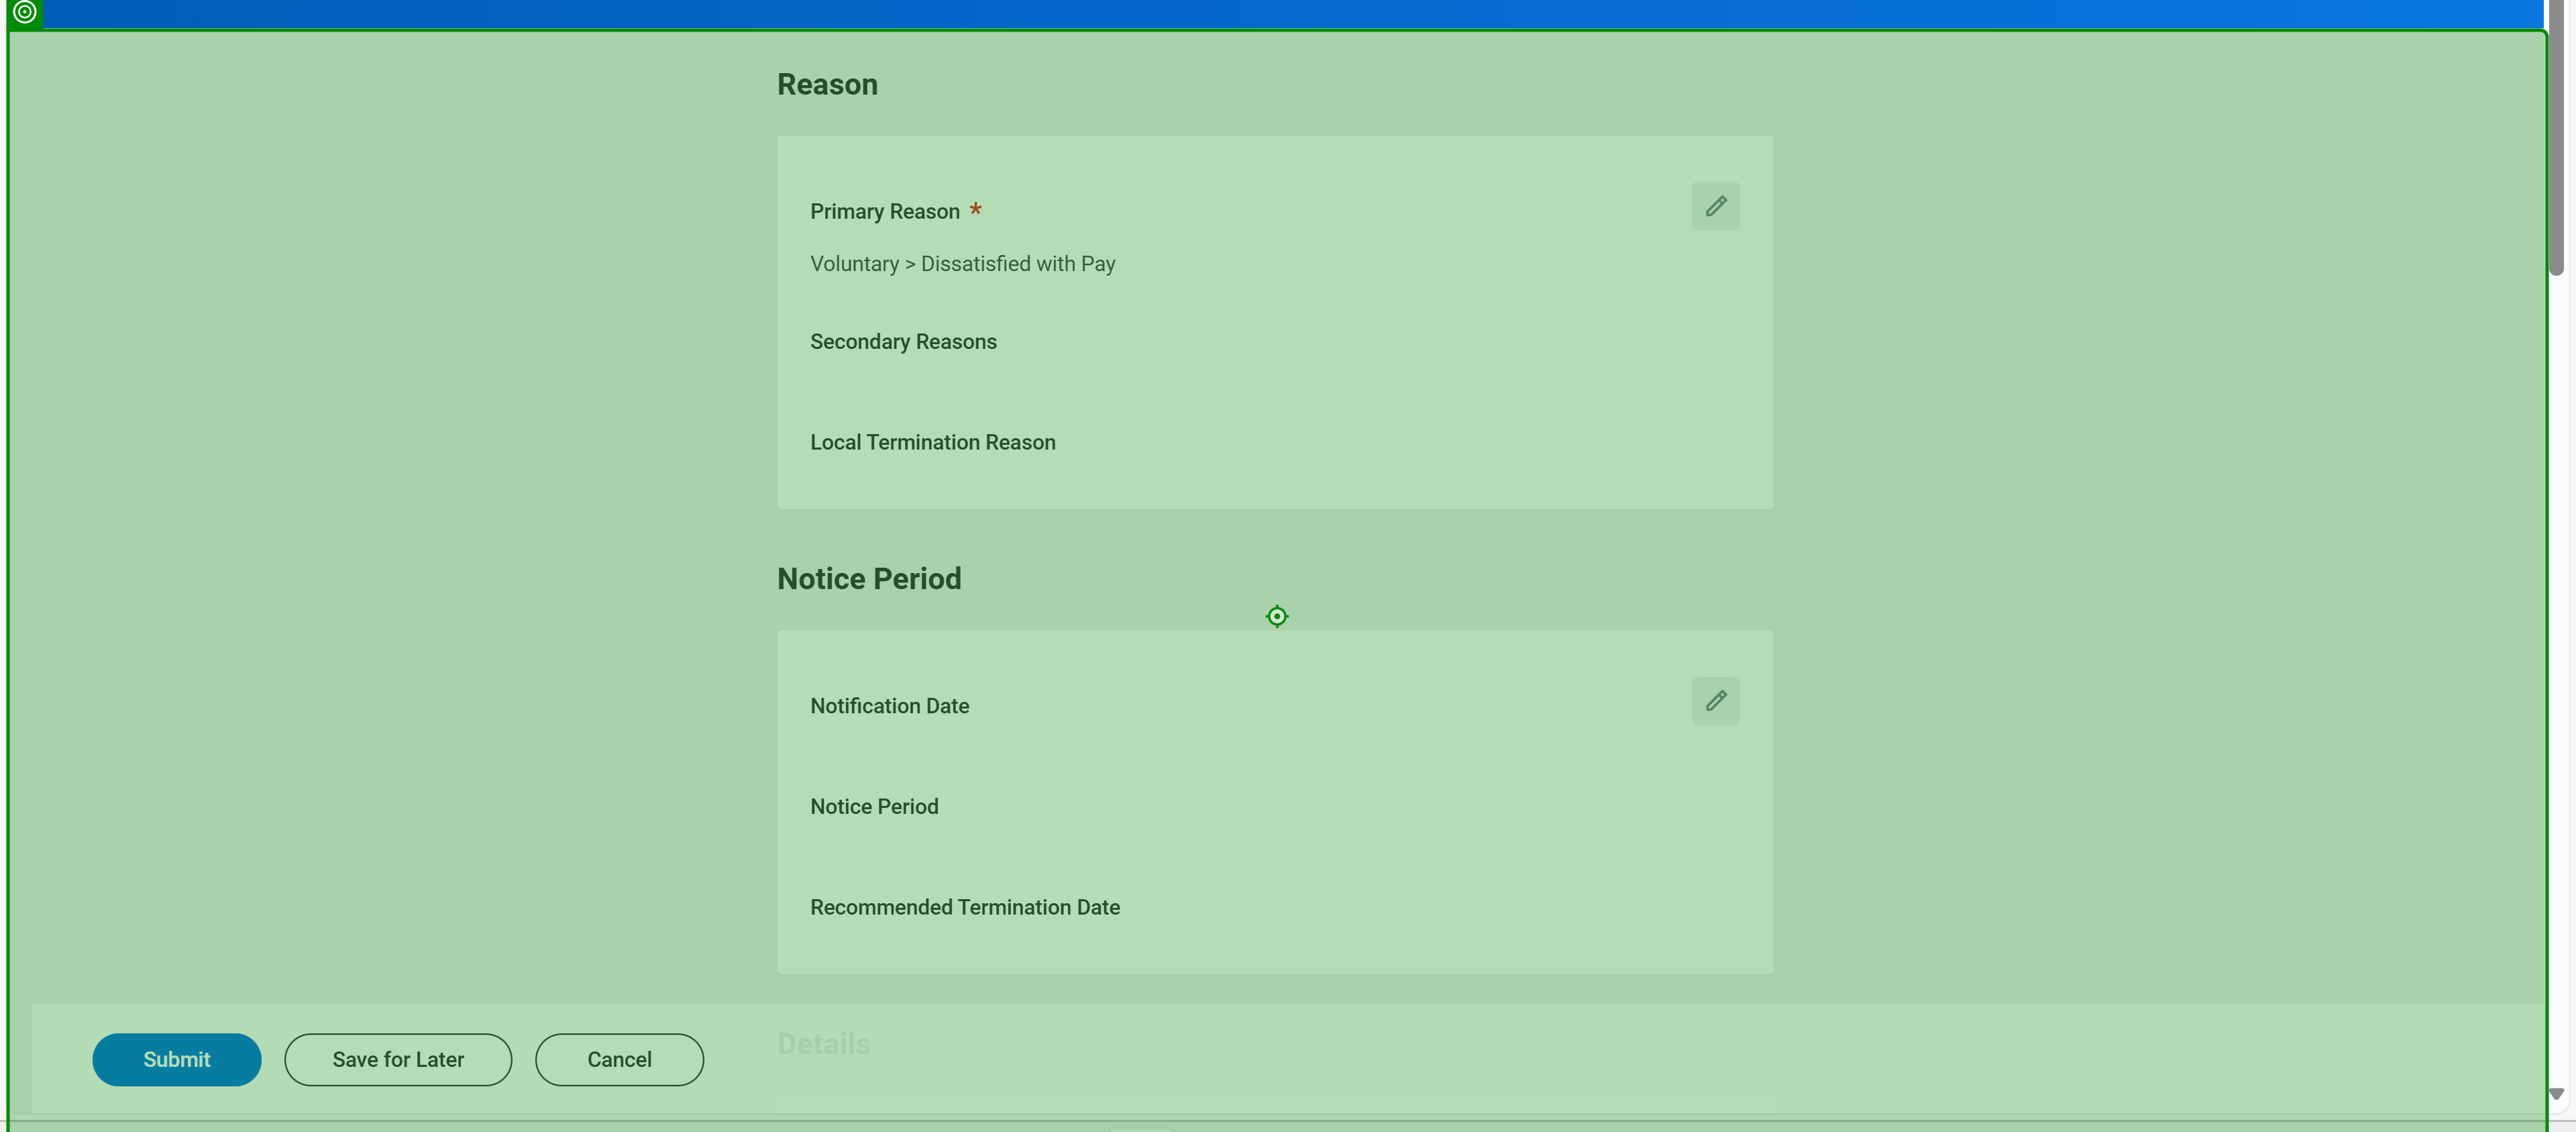 Reason
Primary Reason *
Voluntary > Dissatisfied with Pay
Secondary Reasons
Local Termination Reason
Notice Period
Notification Date
Notice Period
Recommended Termination Date
Details
Submit
Save for Later
Cancel